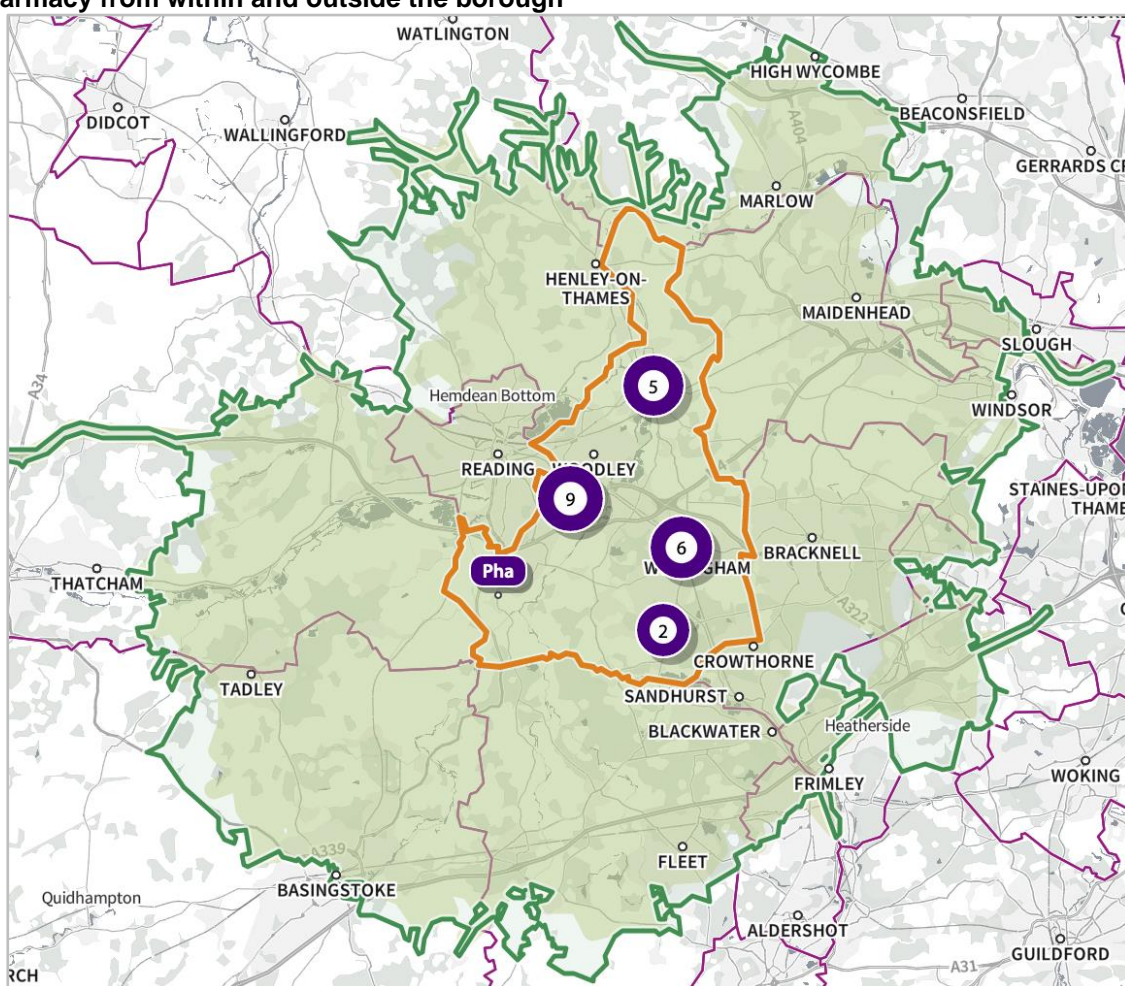 armacy from within and outside the borough
WATLINGTON
HIGH WYCOMBE
DIDCOT
WALLINGFORD
A404
BEACONSFIELD
GERRARDS
MARLOW
HENLEY-ON-
THAMES
MAIDENHEAD
SLOUGH
A34
5
WINDSOR
Hemdean Bottom
READING
9
STAINES-UPO
THAME
6
BRACKNELL
Pha
THATCHAM
A322
2
CROWTHORNE
TADLEY
SANDHURST
BLACKWATER
Heatherside
FRIMLEY
WOKING
A339
FLEET
BASINGSTOKE
Quidhampton
ALDERSHOT
GUILDFORD
A31
RCH